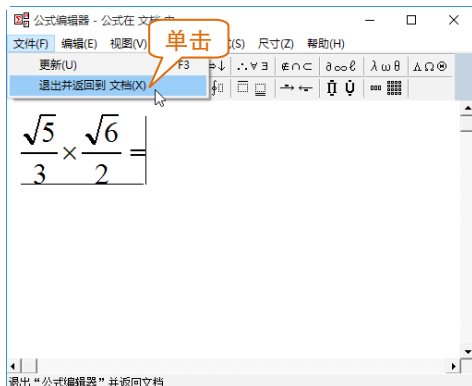 公式编辑器 - 公式在 文档 中
文件(F) 编辑(E) 视图(V) (S) 尺寸(Z) 帮助(H)
单击
更新(U) F3
退出并返回到 文档(X)
∴∀∃ ∉∩⊂ ∂∞ℓ λωθ ΛΩ⊗
√5/3 × √6/2 =
退出“公式编辑器”并返回文档